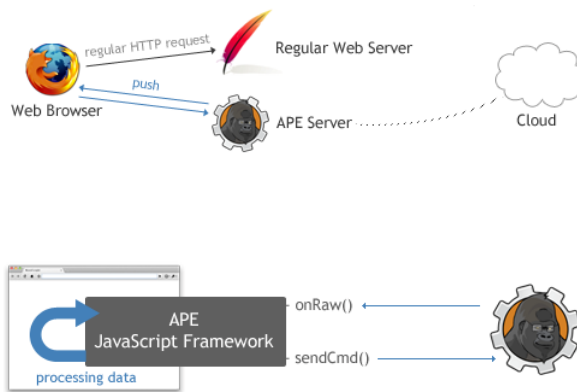 regular HTTP request
Regular Web Server
push
Web Browser
APE Server
Cloud
APE
JavaScript Framework
onRaw()
sendCmd()
processing data